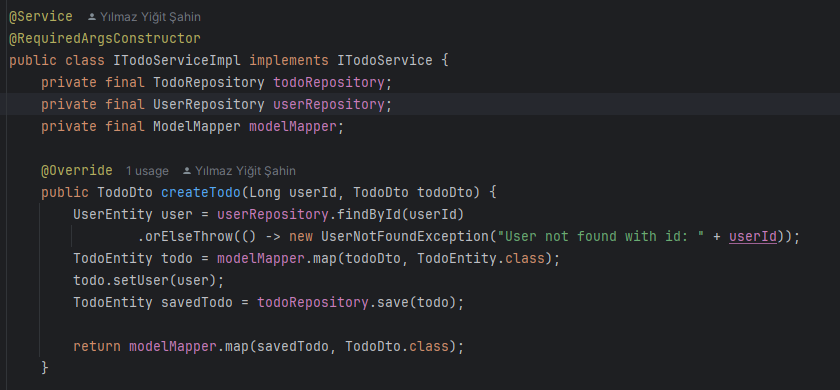 @Service Yılmaz Yiğit Şahin
@RequiredArgsConstructor
public class ITodoServiceImpl implements ITodoService {
    private final TodoRepository todoRepository;
    private final UserRepository userRepository;
    private final ModelMapper modelMapper;

    @Override 1 usage Yılmaz Yiğit Şahin
    public TodoDto createTodo(Long userId, TodoDto todoDto) {
        UserEntity user = userRepository.findById(userId)
                .orElseThrow(() -> new UserNotFoundException("User not found with id: " + userId));
        TodoEntity todo = modelMapper.map(todoDto, TodoEntity.class);
        todo.setUser(user);
        TodoEntity savedTodo = todoRepository.save(todo);

        return modelMapper.map(savedTodo, TodoDto.class);
    }